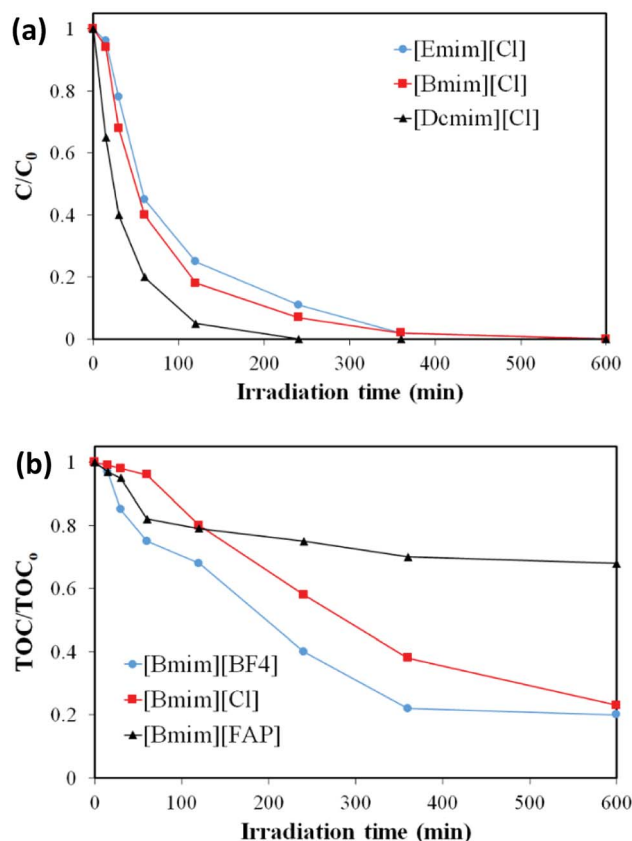 (a)
1
0.8
0.6
0.4
0.2
0
C/C₀
[Emim][Cl]
[Bmim][Cl]
[Dcmim][Cl]
0 100 200 300 400 500 600
Irradiation time (min)
(b)
1
0.8
0.6
0.4
0.2
0
TOC/TOC₀
[Bmim][BF4]
[Bmim][Cl]
[Bmim][FAP]
0 100 200 300 400 500 600
Irradiation time (min)